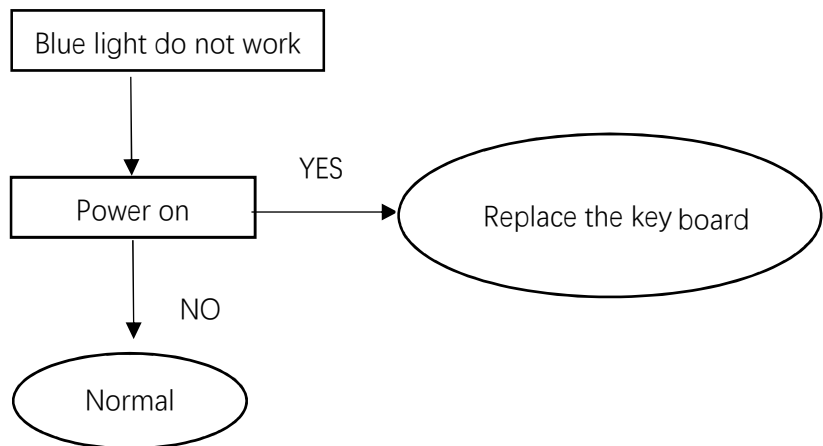 Blue light do not work
YES
Power on
Replace the key board
NO
Normal